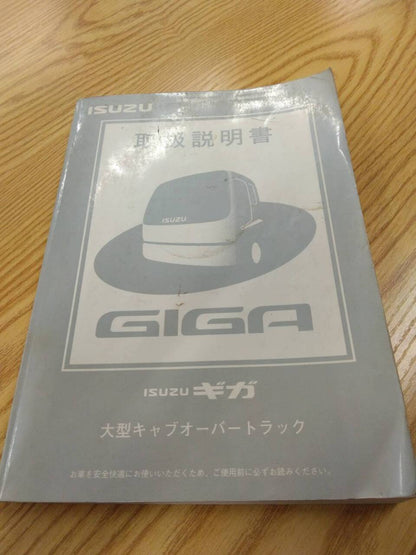 ISUZU
取扱説明書
ISUZU
GIGA
ISUZU ギガ
大型キャブオーバートラック
お車を安全快適にお使いいただくため、ご使用前に必ずお読みください。